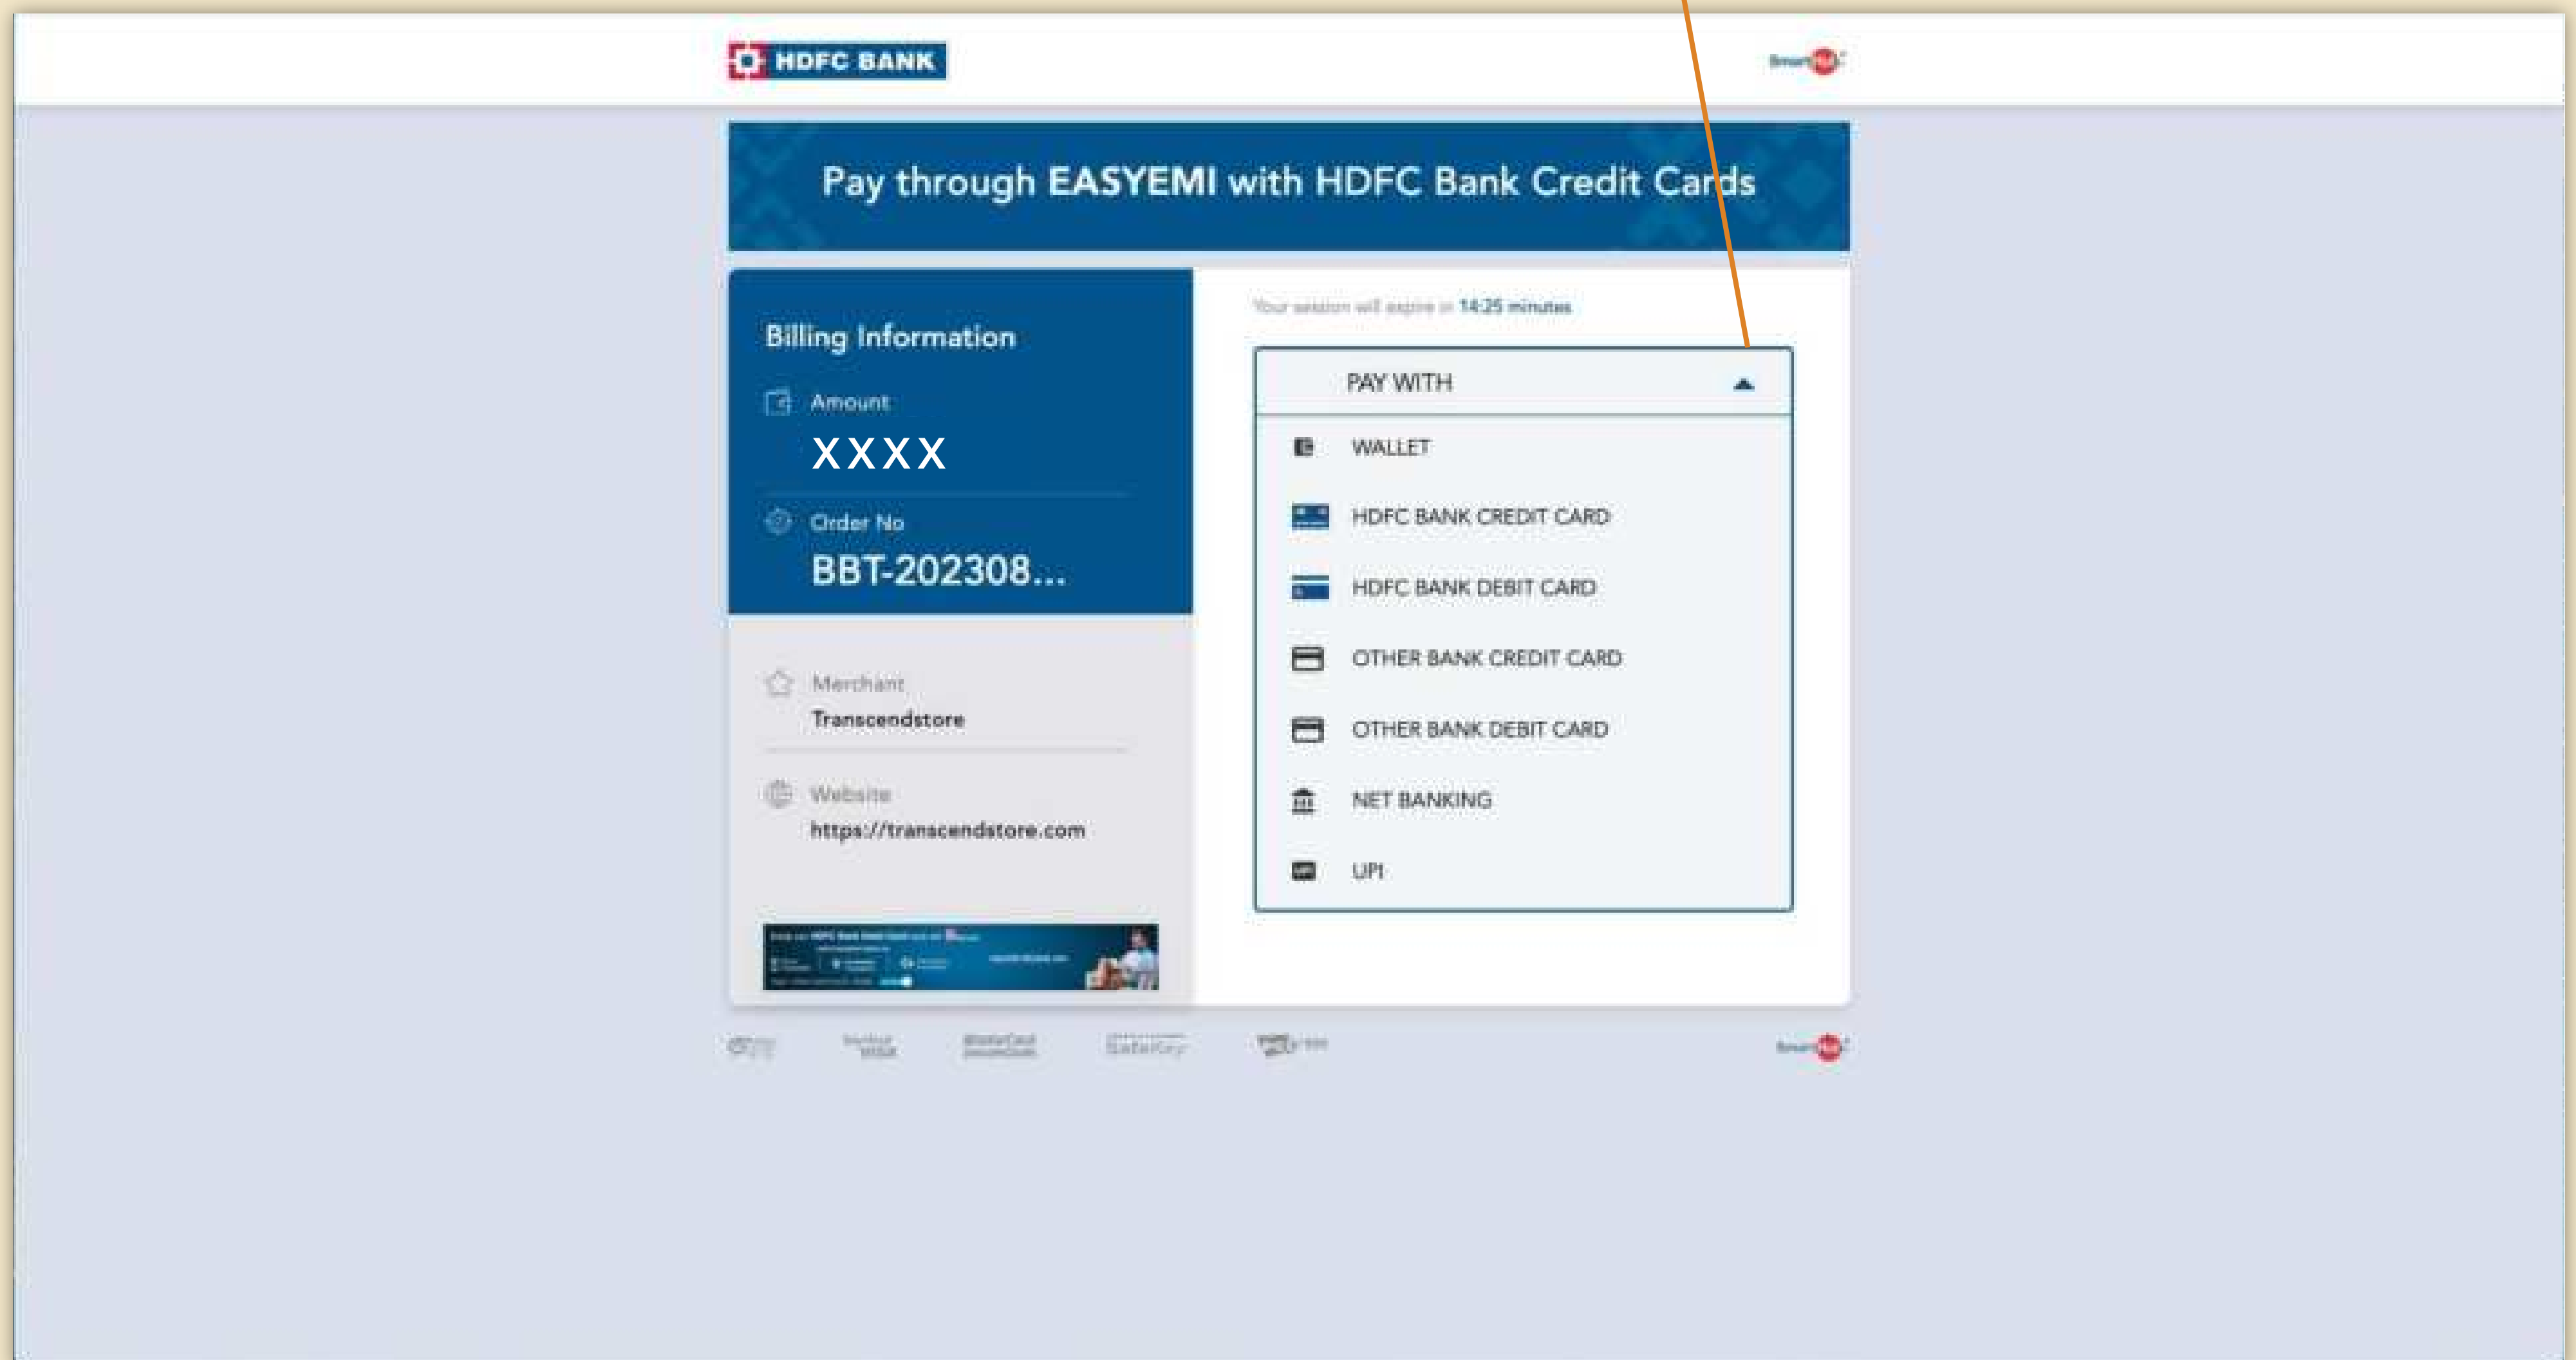 HDFC BANK
Smart
Pay through EASYEMI with HDFC Bank Credit Cards
Billing Information
Amount
XXXX
Order No
BBT-202308...
Merchant
Transcendstore
Website
https://transcendstore.com
Your session will expire in 14:25 minutes
PAY WITH
WALLET
HDFC BANK CREDIT CARD
HDFC BANK DEBIT CARD
OTHER BANK CREDIT CARD
OTHER BANK DEBIT CARD
NET BANKING
UPI
SafeKey